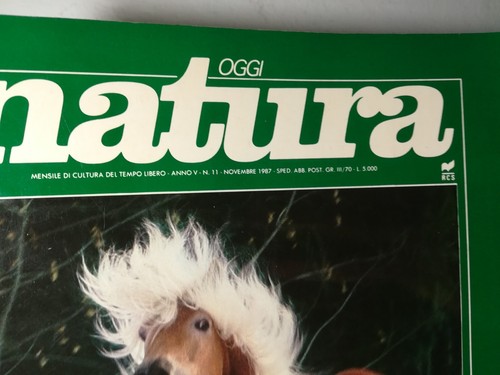 OGGI
natura
MENSILE DI CULTURA DEL TEMPO LIBERO - ANNO V - N. 11 - NOVEMBRE 1987 - SPED. ABB. POST. GR. III/70 - L. 5.000
RCS